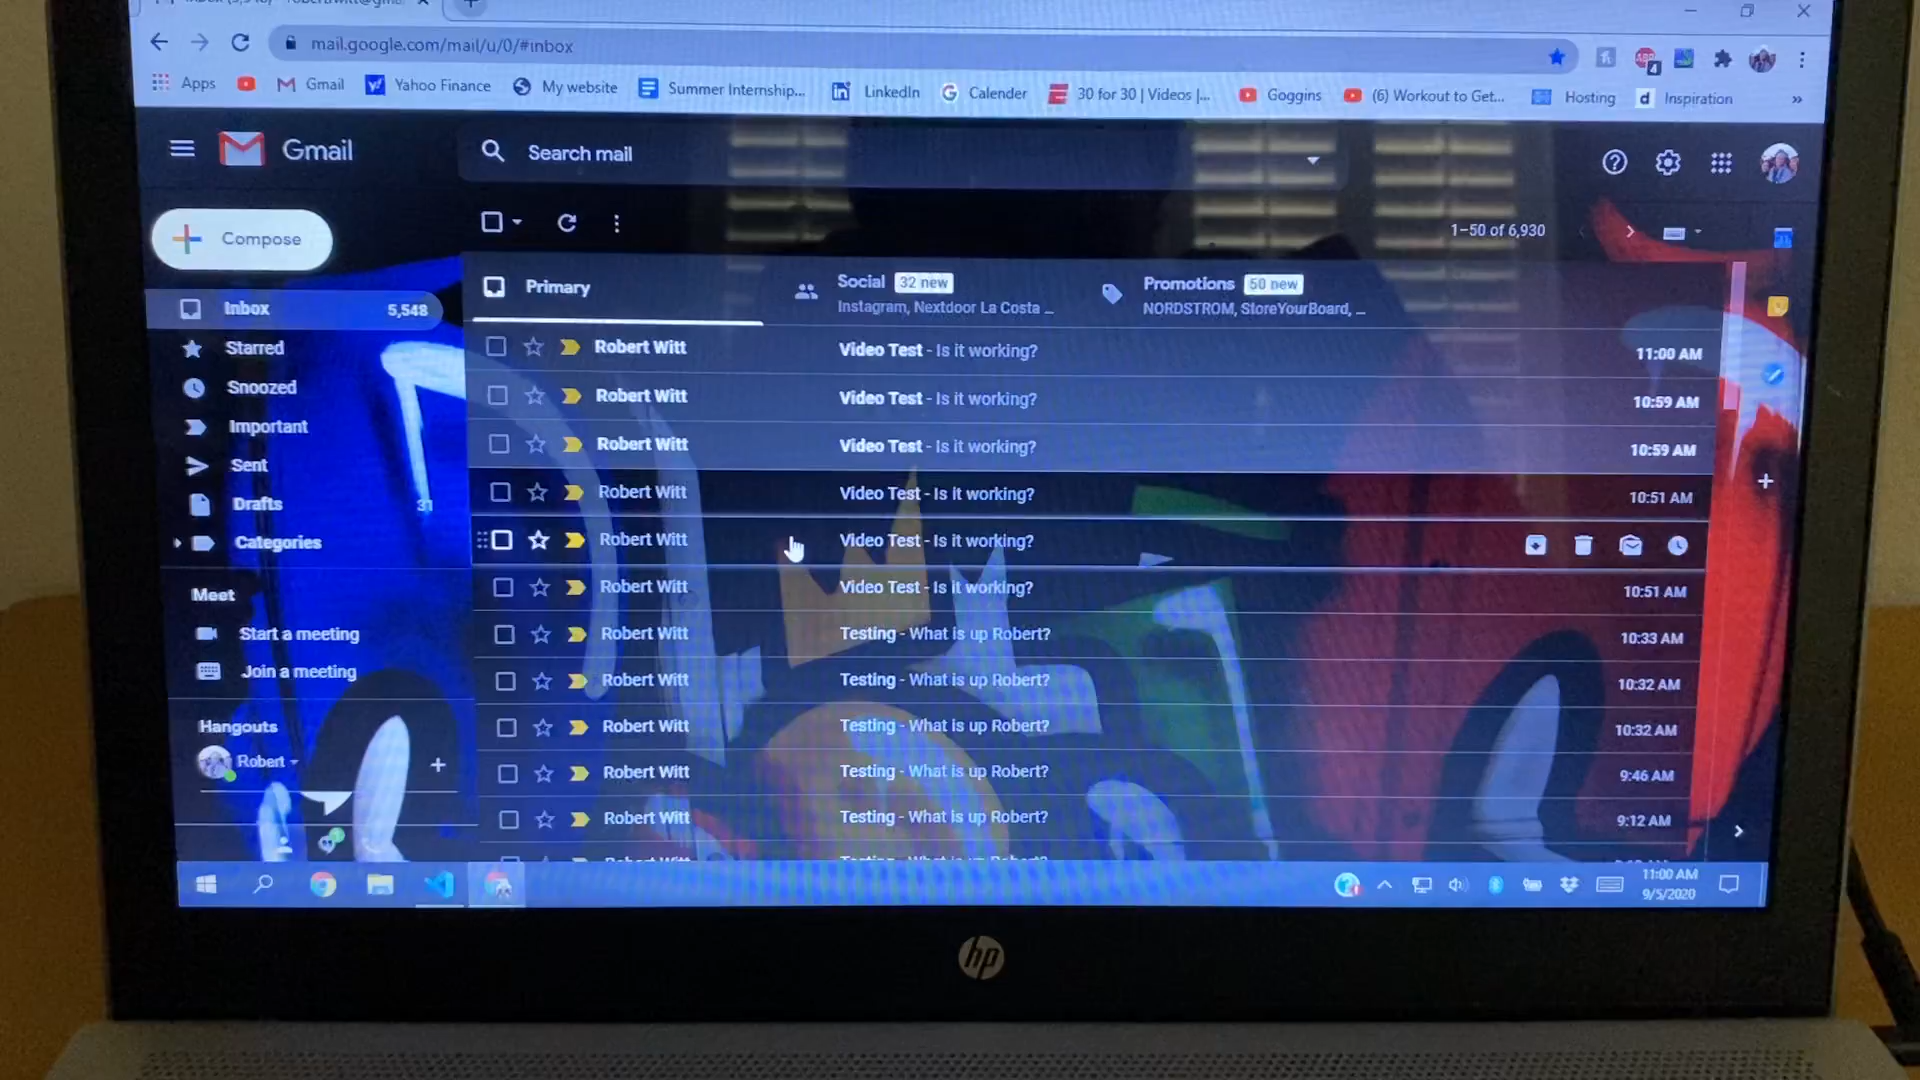 mail.google.com/mail/u/0/#inbox
Apps Gmail Yahoo Finance My website Summer Internship... LinkedIn Calender 30 for 30 | Videos |... Goggins (6) Workout to Get... Hosting Inspiration »
Gmail
Search mail
Compose
1–50 of 6,930
Primary
Social 32 new
Instagram, Nextdoor La Costa ...
Promotions 50 new
NORDSTROM, StoreYourBoard, ...
Inbox 5,548
Starred
Snoozed
Important
Sent
Drafts 31
Categories
Meet
Start a meeting
Join a meeting
Hangouts
Robert
Robert Witt Video Test - Is it working? 11:00 AM
Robert Witt Video Test - Is it working? 10:59 AM
Robert Witt Video Test - Is it working? 10:59 AM
Robert Witt Video Test - Is it working? 10:51 AM
Robert Witt Video Test - Is it working?
Robert Witt Video Test - Is it working? 10:51 AM
Robert Witt Testing - What is up Robert? 10:33 AM
Robert Witt Testing - What is up Robert? 10:32 AM
Robert Witt Testing - What is up Robert? 10:32 AM
Robert Witt Testing - What is up Robert? 9:46 AM
Robert Witt Testing - What is up Robert? 9:12 AM
Robert Witt Testing - What is up Robert?
11:00 AM
9/5/2020
hp